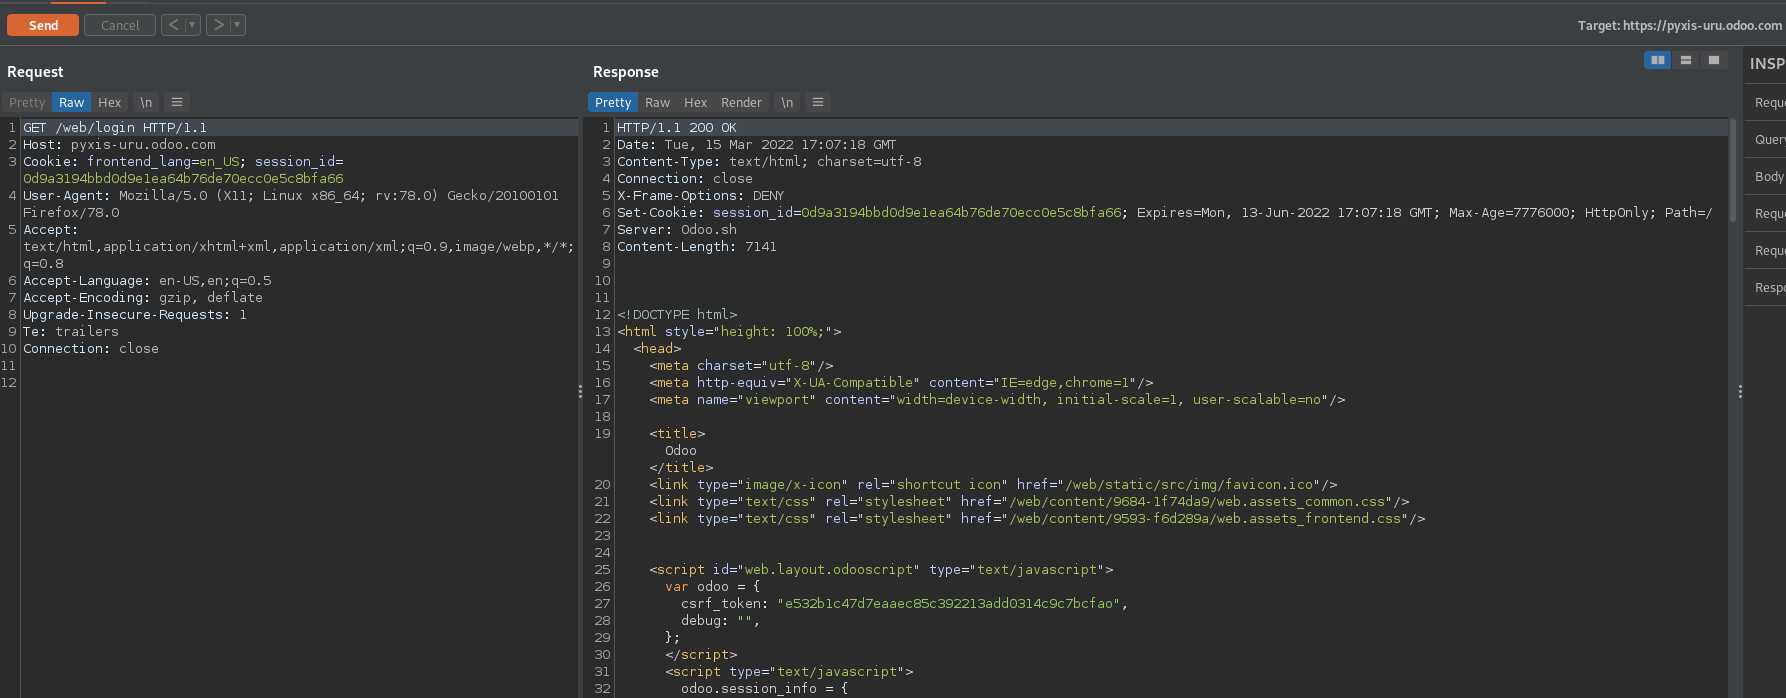 Send Cancel < > Target: https://pyxis-uru.odoo.com
Request
Pretty Raw Hex \n
1 GET /web/login HTTP/1.1
2 Host: pyxis-uru.odoo.com
3 Cookie: frontend_lang=en_US; session_id=
0d9a3194bbd0d9e1ea64b76de70ecc0e5c8bfa66
4 User-Agent: Mozilla/5.0 (X11; Linux x86_64; rv:78.0) Gecko/20100101
Firefox/78.0
5 Accept:
text/html,application/xhtml+xml,application/xml;q=0.9,image/webp,*/*;
q=0.8
6 Accept-Language: en-US,en;q=0.5
7 Accept-Encoding: gzip, deflate
8 Upgrade-Insecure-Requests: 1
9 Te: trailers
10 Connection: close
11
12
Response
Pretty Raw Hex Render \n
1 HTTP/1.1 200 OK
2 Date: Tue, 15 Mar 2022 17:07:18 GMT
3 Content-Type: text/html; charset=utf-8
4 Connection: close
5 X-Frame-Options: DENY
6 Set-Cookie: session_id=0d9a3194bbd0d9e1ea64b76de70ecc0e5c8bfa66; Expires=Mon, 13-Jun-2022 17:07:18 GMT; Max-Age=7776000; HttpOnly; Path=/
7 Server: Odoo.sh
8 Content-Length: 7141
9
10
11
12 <!DOCTYPE html>
13 <html style="height: 100%;">
14 <head>
15 <meta charset="utf-8"/>
16 <meta http-equiv="X-UA-Compatible" content="IE=edge,chrome=1"/>
17 <meta name="viewport" content="width=device-width, initial-scale=1, user-scalable=no"/>
18
19 <title>
Odoo
</title>
20 <link type="image/x-icon" rel="shortcut icon" href="/web/static/src/img/favicon.ico"/>
21 <link type="text/css" rel="stylesheet" href="/web/content/9684-1f74da9/web.assets_common.css"/>
22 <link type="text/css" rel="stylesheet" href="/web/content/9593-f6d289a/web.assets_frontend.css"/>
23
24
25 <script id="web.layout.odooscript" type="text/javascript">
26 var odoo = {
27 csrf_token: "e532b1c47d7eaaec85c392213add0314c9c7bcfao",
28 debug: "",
29 };
30 </script>
31 <script type="text/javascript">
32 odoo.session_info = {
INSP
Reque
Query
Body
Reque
Reque
Respo